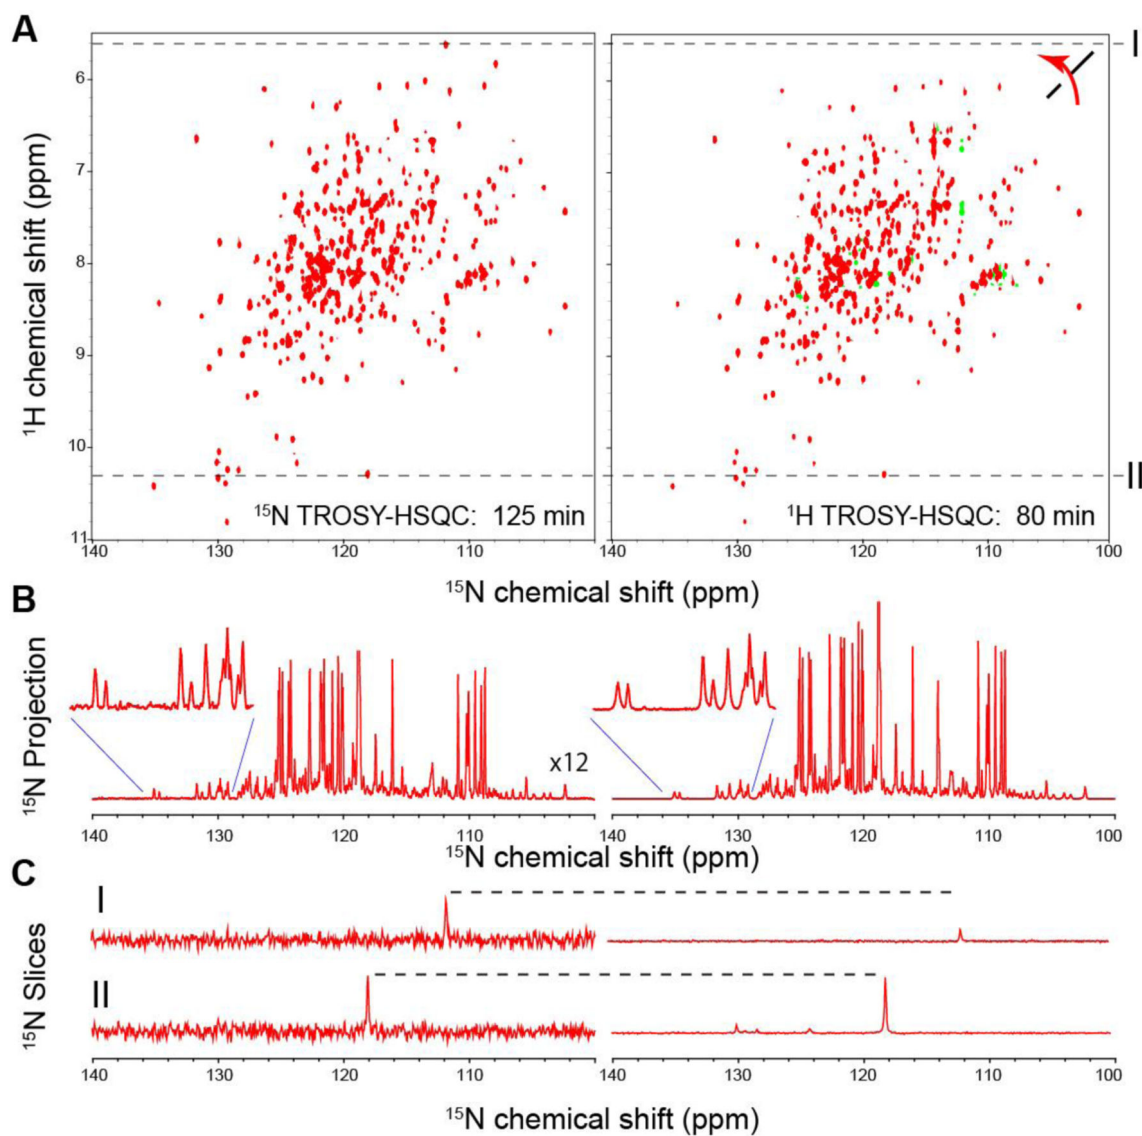 A
I
6
7
8
9
10
11
¹H chemical shift (ppm)
II
¹⁵N TROSY-HSQC: 125 min
¹H TROSY-HSQC: 80 min
140 130 120 110 130 120 110 100
¹⁵N chemical shift (ppm)
B
¹⁵N Projection
x12
140 130 120 110 130 120 110 100
¹⁵N chemical shift (ppm)
C
¹⁵N Slices
I
II
140 130 120 110 130 120 110 100
¹⁵N chemical shift (ppm)